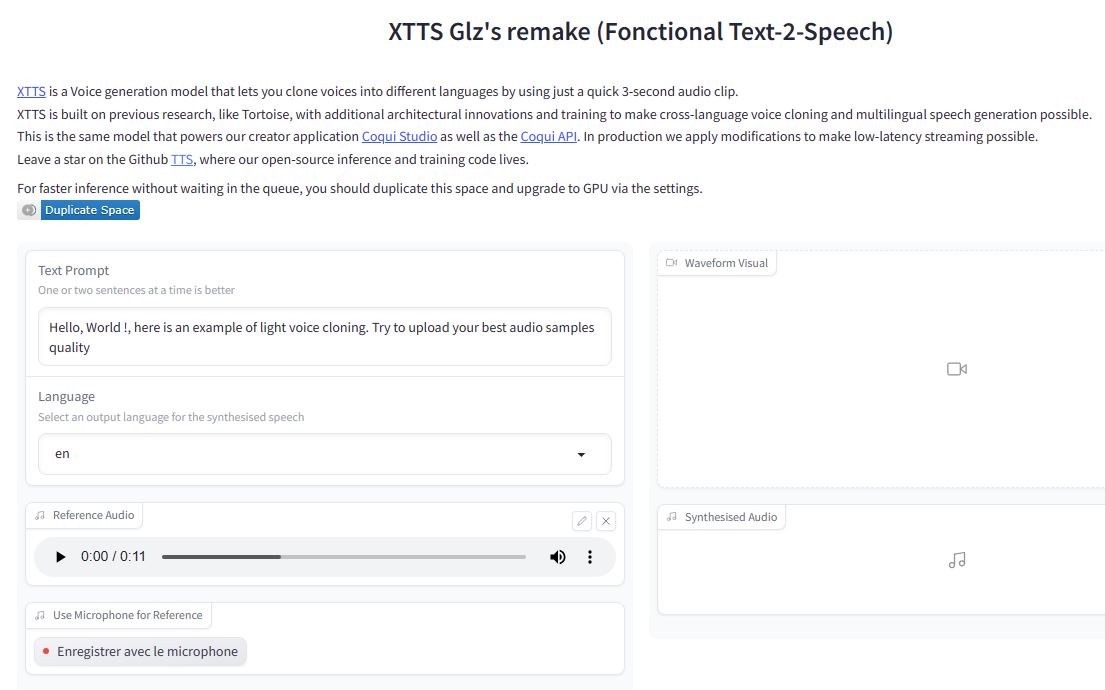 XTTS Glz's remake (Fonctional Text-2-Speech)
XTTS is a Voice generation model that lets you clone voices into different languages by using just a quick 3-second audio clip.
XTTS is built on previous research, like Tortoise, with additional architectural innovations and training to make cross-language voice cloning and multilingual speech generation possible.
This is the same model that powers our creator application Coqui Studio as well as the Coqui API. In production we apply modifications to make low-latency streaming possible.
Leave a star on the Github TTS, where our open-source inference and training code lives.
For faster inference without waiting in the queue, you should duplicate this space and upgrade to GPU via the settings.
Duplicate Space
Text Prompt
One or two sentences at a time is better
Hello, World !, here is an example of light voice cloning. Try to upload your best audio samples
quality
Language
Select an output language for the synthesised speech
en
Reference Audio
0:00 / 0:11
Use Microphone for Reference
Enregistrer avec le microphone
Waveform Visual
Synthesised Audio